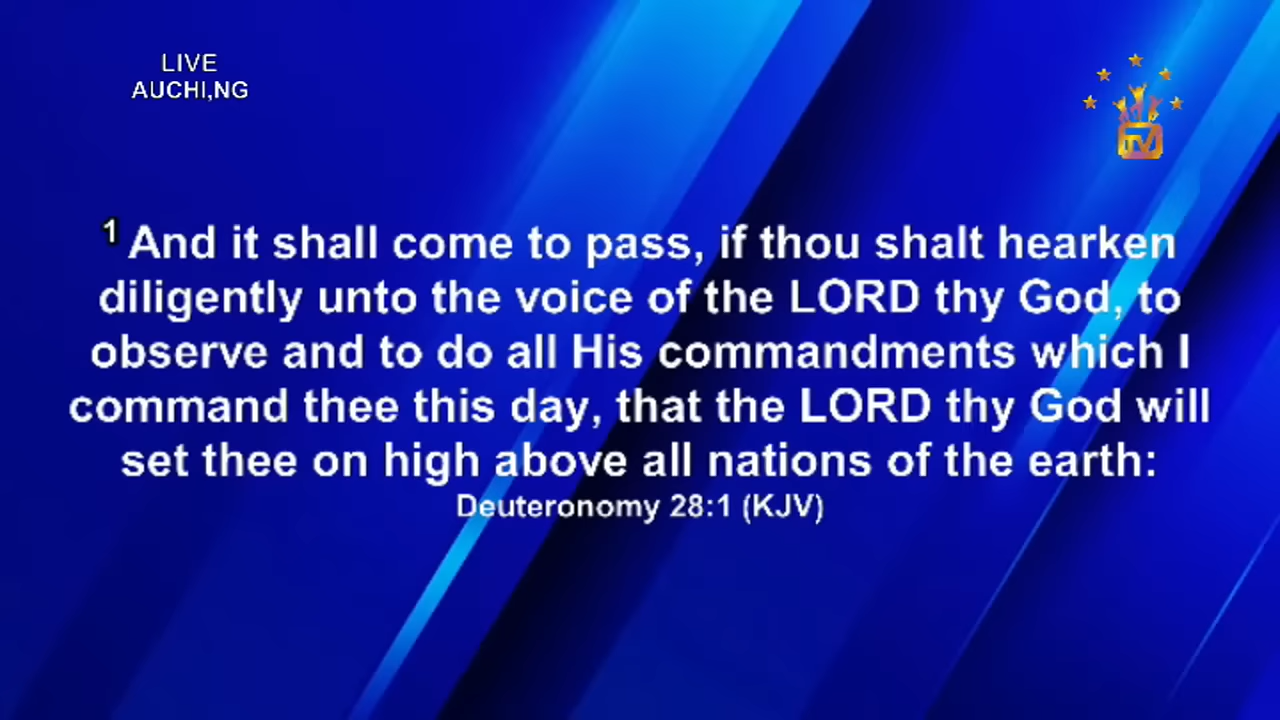 LIVE
AUCHI,NG
TV
1 And it shall come to pass, if thou shalt hearken
diligently unto the voice of the LORD thy God, to
observe and to do all His commandments which I
command thee this day, that the LORD thy God will
set thee on high above all nations of the earth:
Deuteronomy 28:1 (KJV)